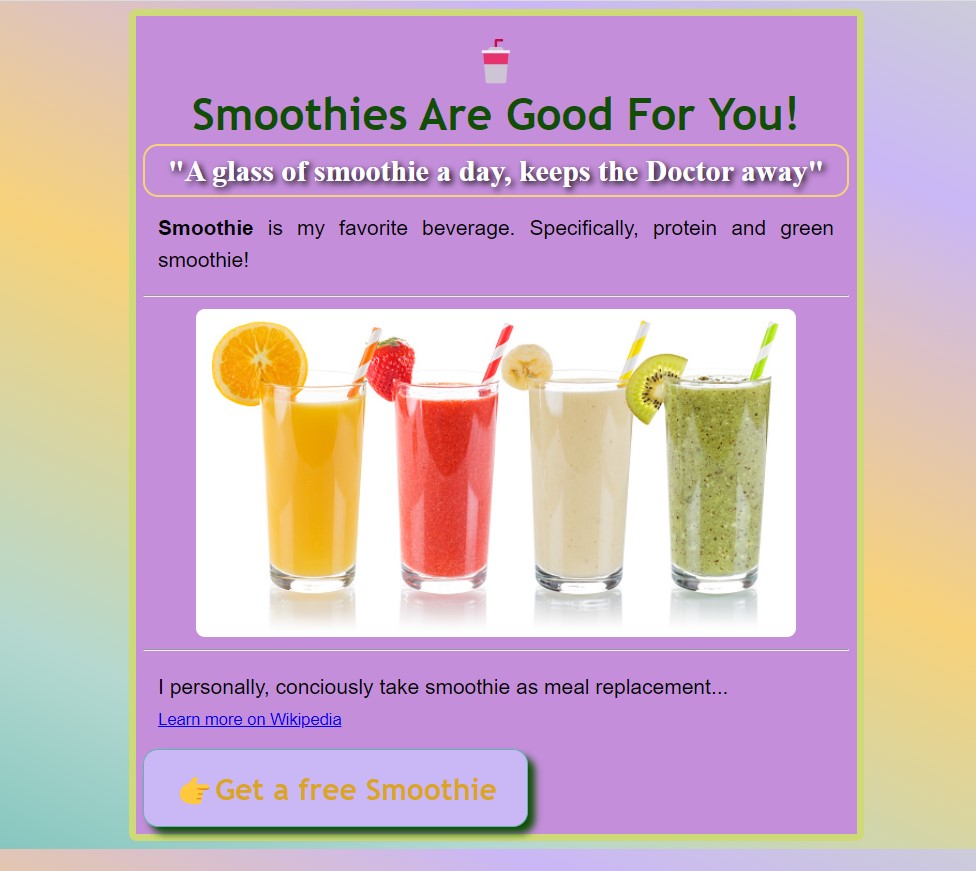 Smoothies Are Good For You!
"A glass of smoothie a day, keeps the Doctor away"
Smoothie is my favorite beverage. Specifically, protein and green
smoothie!
I personally, conciously take smoothie as meal replacement...
Learn more on Wikipedia
👉Get a free Smoothie